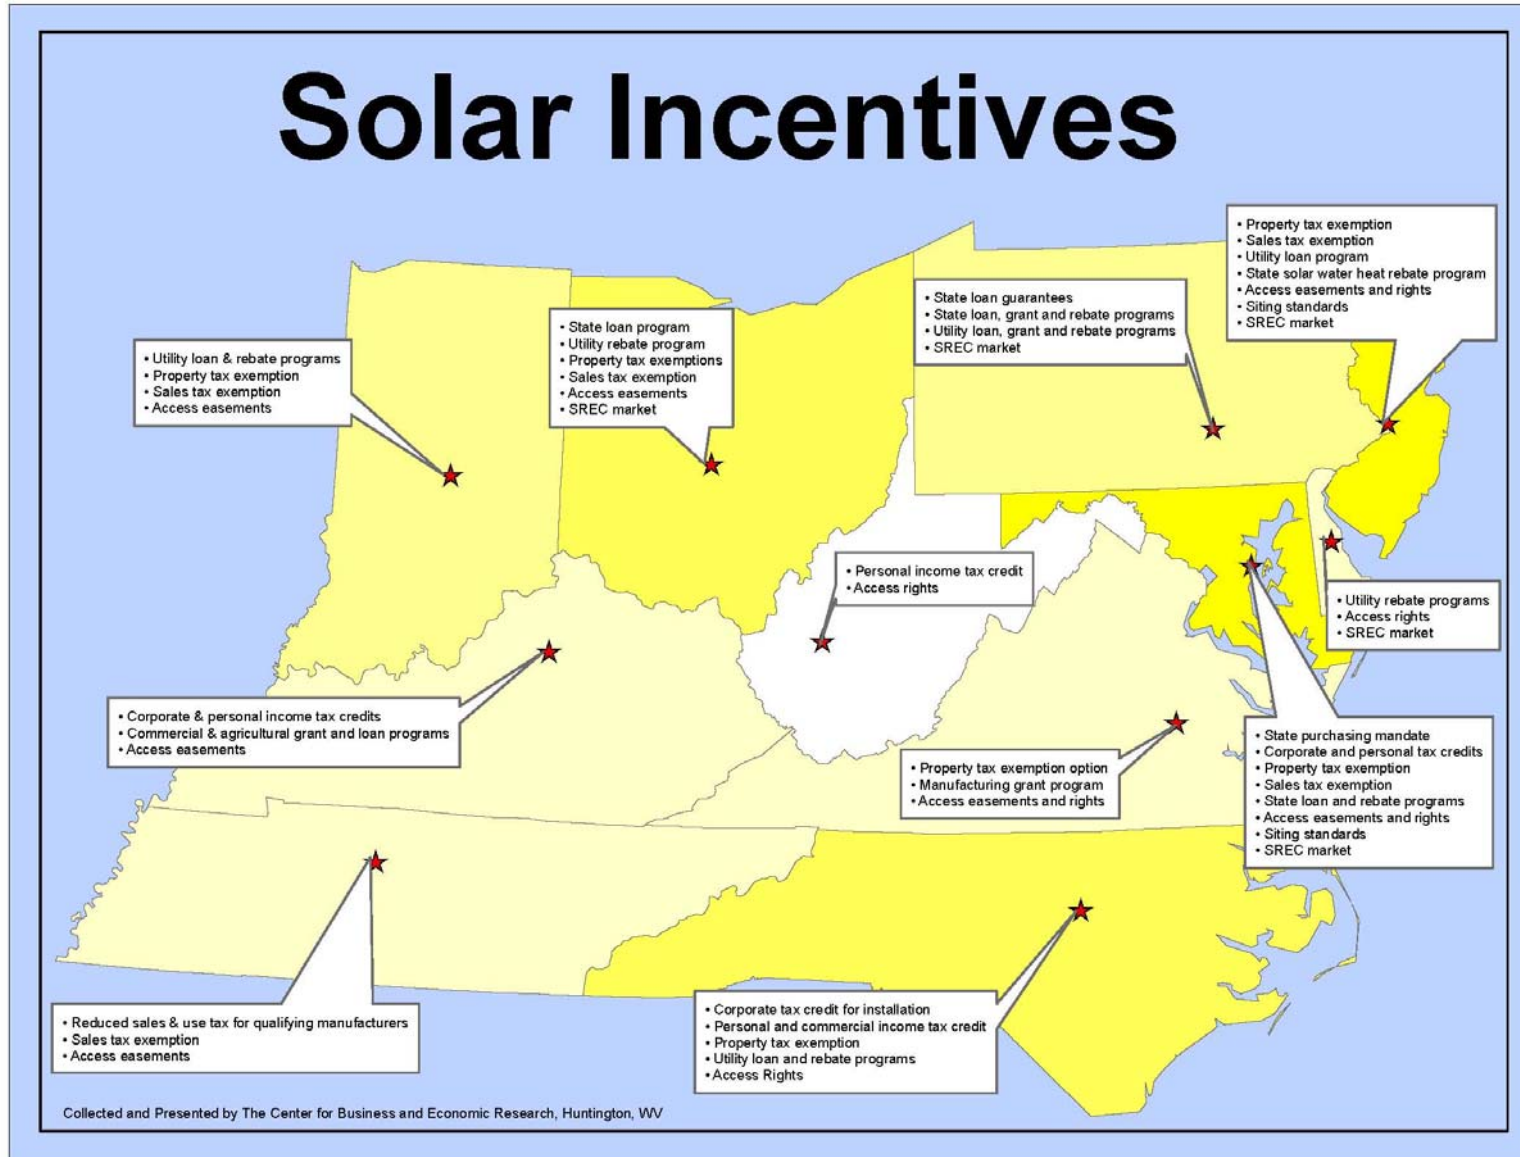 Solar Incentives
• Property tax exemption
• Sales tax exemption
• Utility loan program
• State solar water heat rebate program
• Access easements and rights
• Siting standards
• SREC market
• State loan guarantees
• State loan, grant and rebate programs
• Utility loan, grant and rebate programs
• SREC market
• State loan program
• Utility rebate program
• Property tax exemptions
• Sales tax exemption
• Access easements
• SREC market
• Utility loan & rebate programs
• Property tax exemption
• Sales tax exemption
• Access easements
• Personal income tax credit
• Access rights
• Utility rebate programs
• Access rights
• SREC market
• Corporate & personal income tax credits
• Commercial & agricultural grant and loan programs
• Access easements
• Property tax exemption option
• Manufacturing grant program
• Access easements and rights
• State purchasing mandate
• Corporate and personal tax credits
• Property tax exemption
• Sales tax exemption
• State loan and rebate programs
• Access easements and rights
• Siting standards
• SREC market
• Reduced sales & use tax for qualifying manufacturers
• Sales tax exemption
• Access easements
• Corporate tax credit for installation
• Personal and commercial income tax credit
• Property tax exemption
• Utility loan and rebate programs
• Access Rights
Collected and Presented by The Center for Business and Economic Research, Huntington, WV